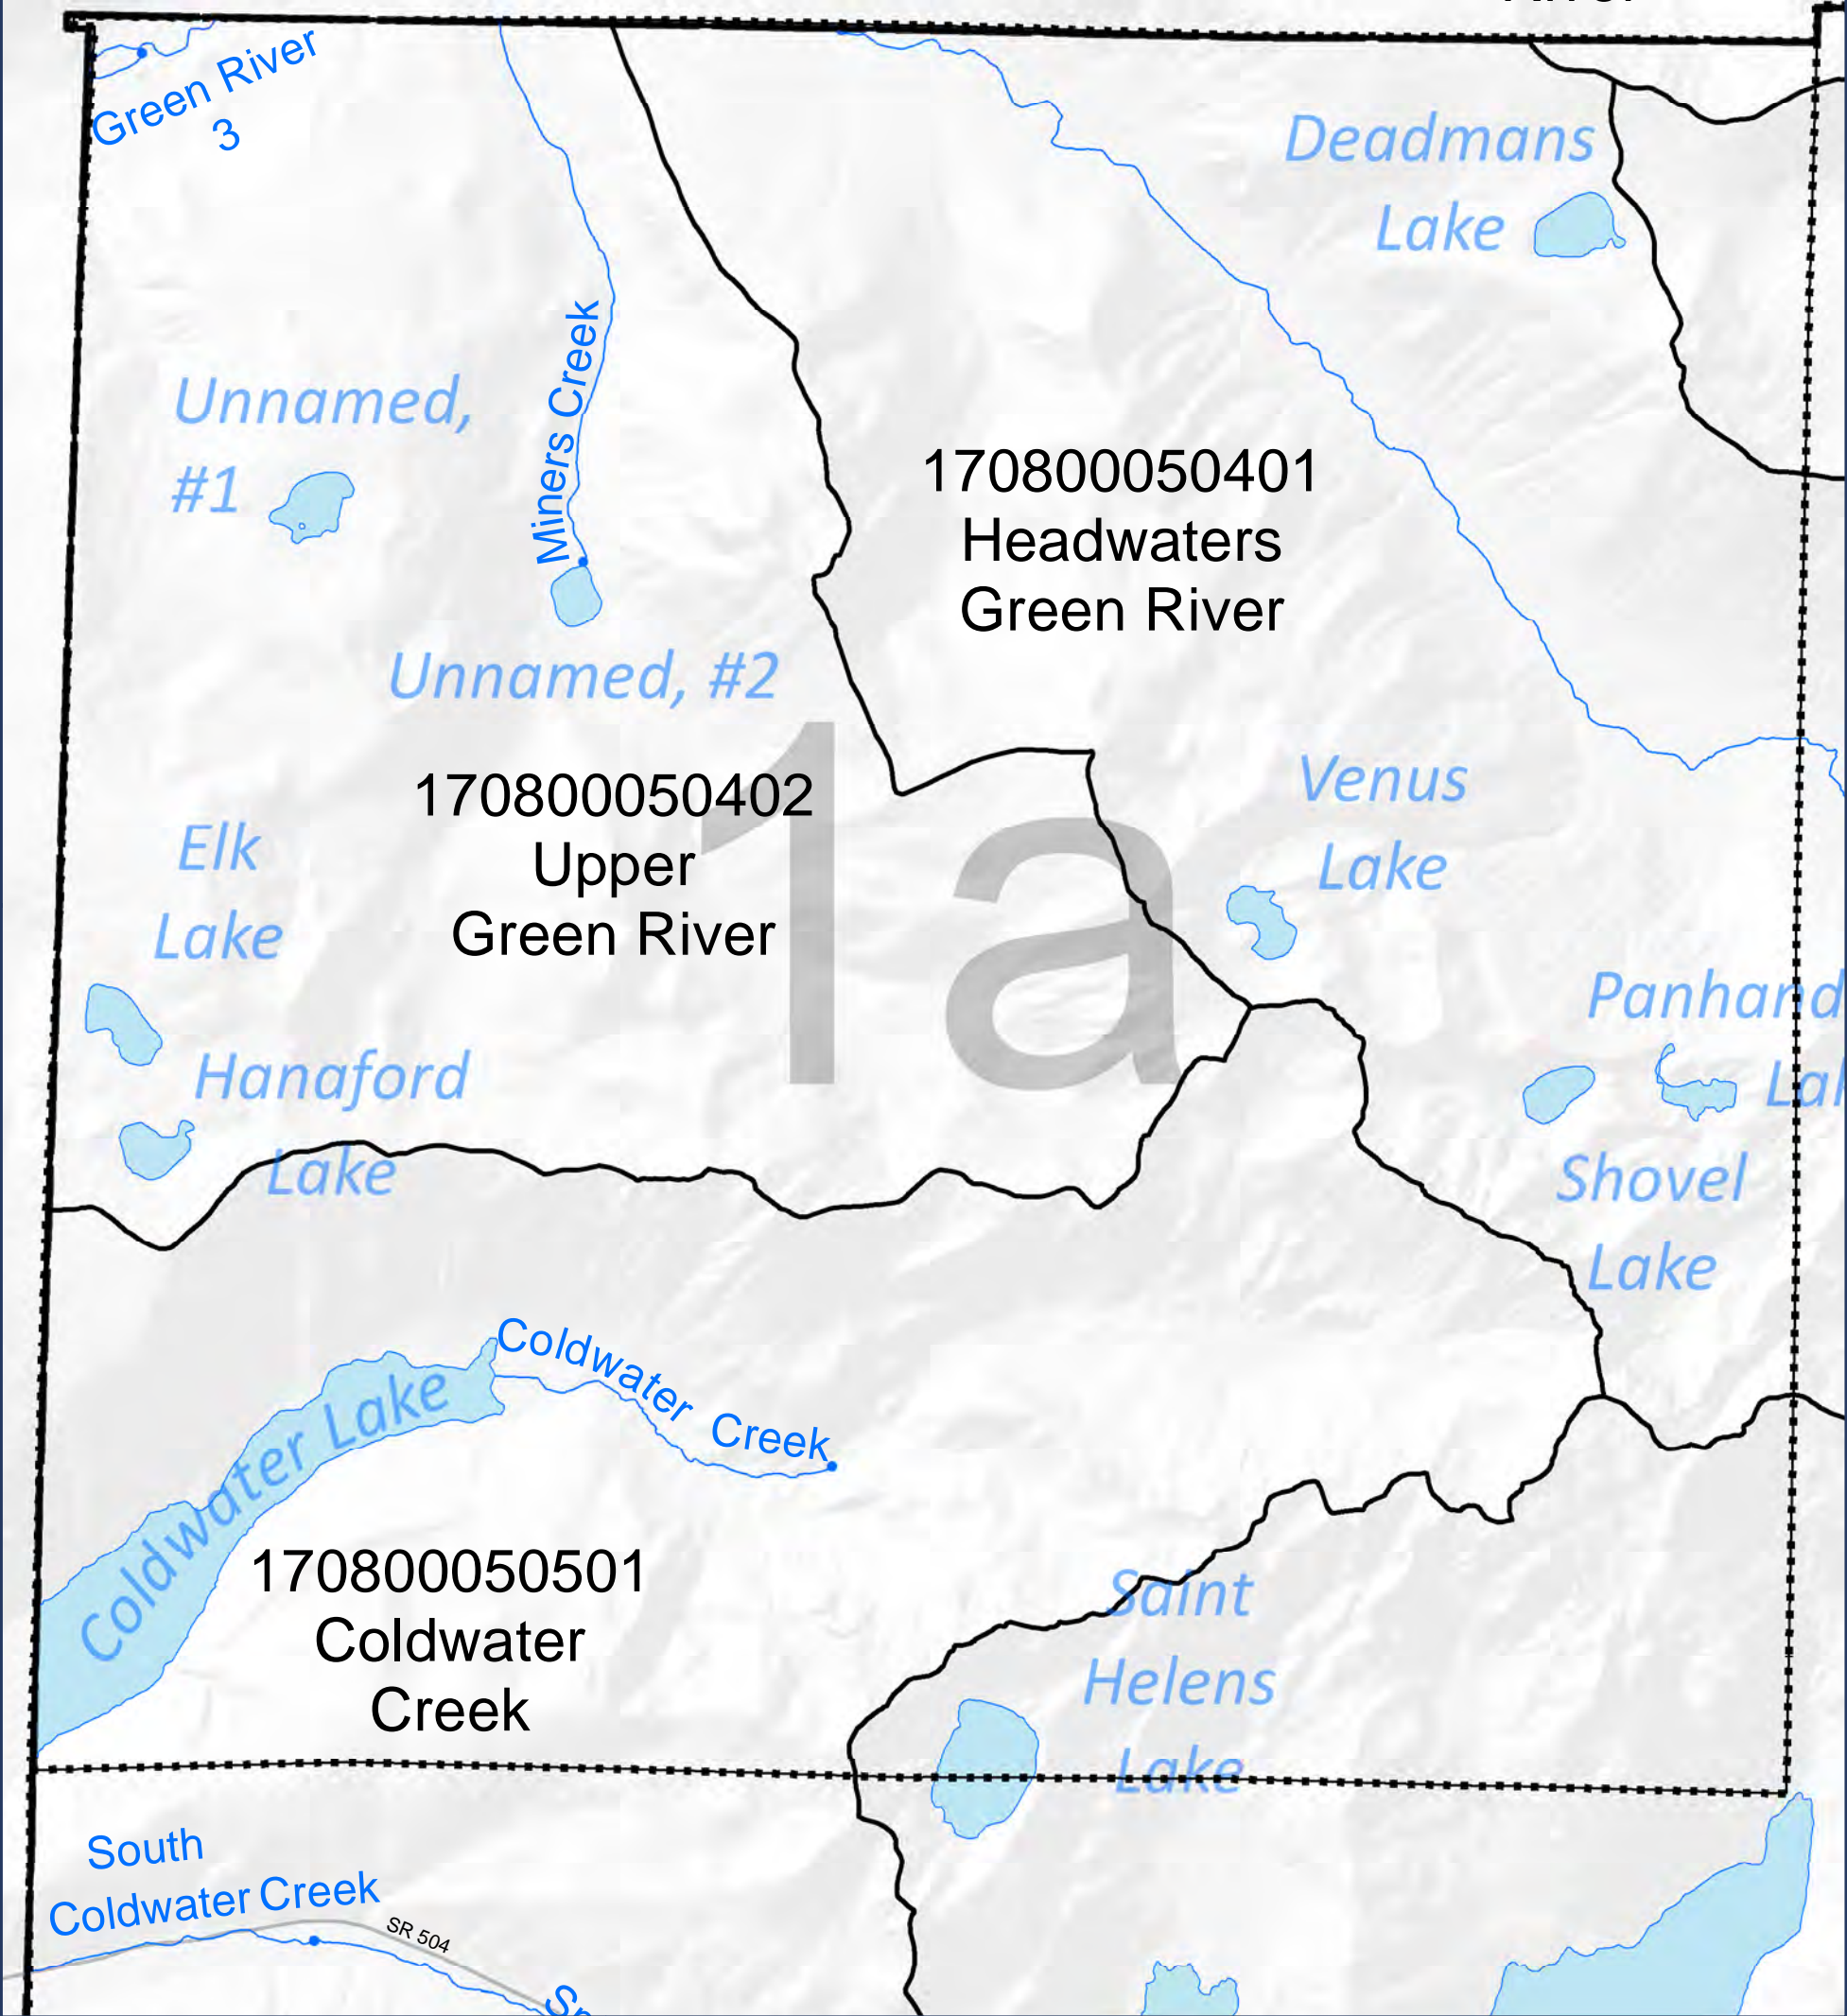 Green River
3
Deadmans
Lake
Miners Creek
Unnamed,
#1
170800050401
Headwaters
Green River
Unnamed, #2
1a
170800050402
Upper
Green River
Venus
Lake
Elk
Lake
Panhand
Hanaford
Lake
Shovel
Lake
Coldwater Creek
Coldwater Lake
170800050501
Coldwater
Creek
Saint
Helens
Lake
South
Coldwater Creek
SR 504